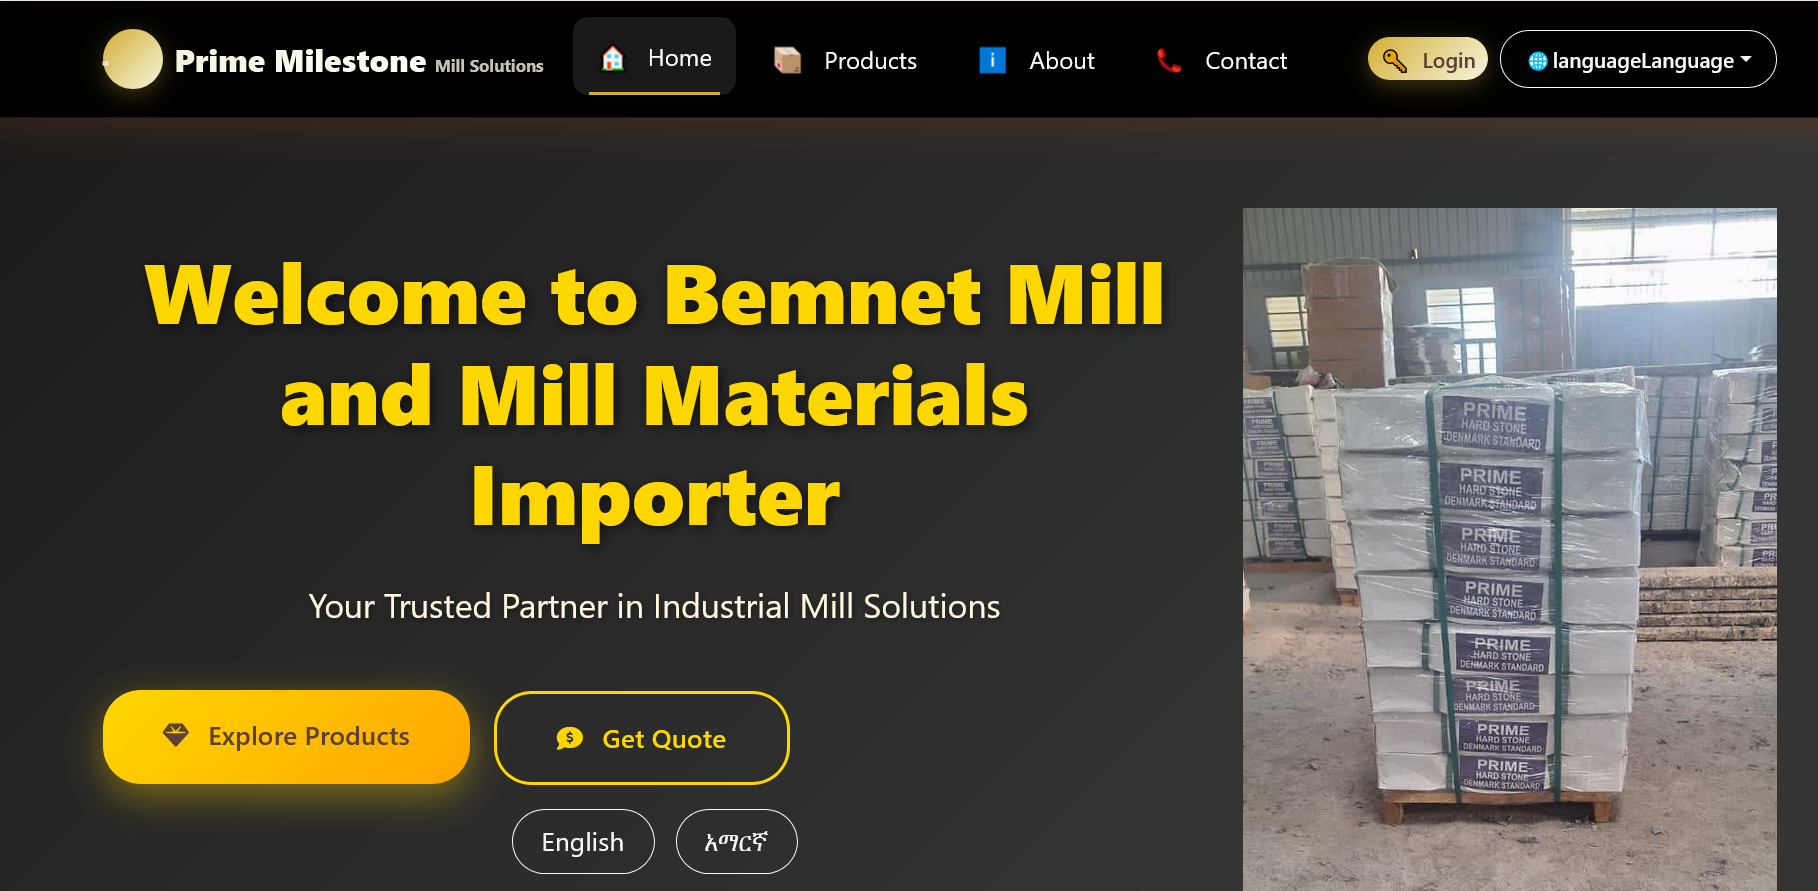 Prime Milestone Mill Solutions
Home
Products
About
Contact
Login
languageLanguage
Welcome to Bemnet Mill
and Mill Materials
Importer
Your Trusted Partner in Industrial Mill Solutions
Explore Products
Get Quote
English
አማርኛ
PRIME
HARD STONE
DENMARK STANDARD
PRIME
HARD STONE
DENMARK STANDARD
PRIME
HARD STONE
DENMARK STANDARD
PRIME
HARD STONE
DENMARK STANDARD
PRIME
HARD STONE
DENMARK STANDARD
PRIME
HARD STONE
DENMARK STANDARD
PRIME
HARD STONE
DENMARK STANDARD
PRIME
HARD STONE
DENMARK STANDARD